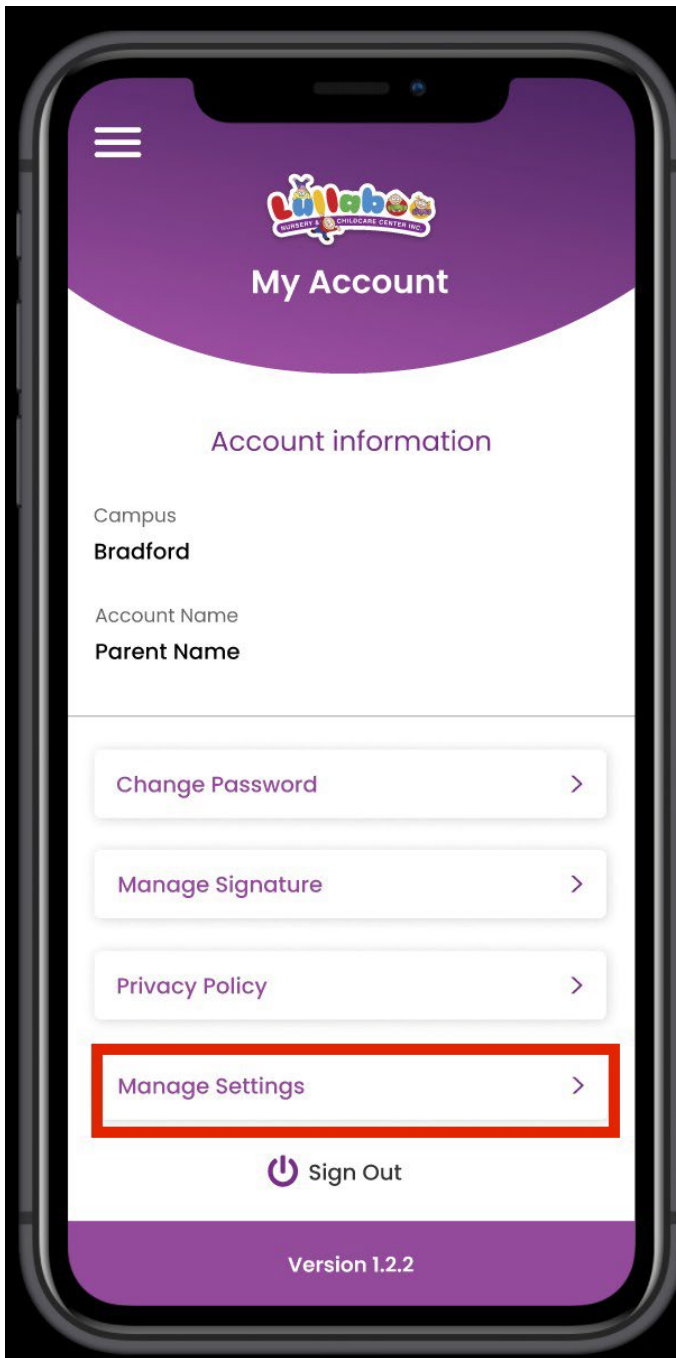 Lullaboo
NURSERY & CHILDCARE CENTER INC.
My Account
Account information
Campus
Bradford
Account Name
Parent Name
Change Password
Manage Signature
Privacy Policy
Manage Settings
Sign Out
Version 1.2.2